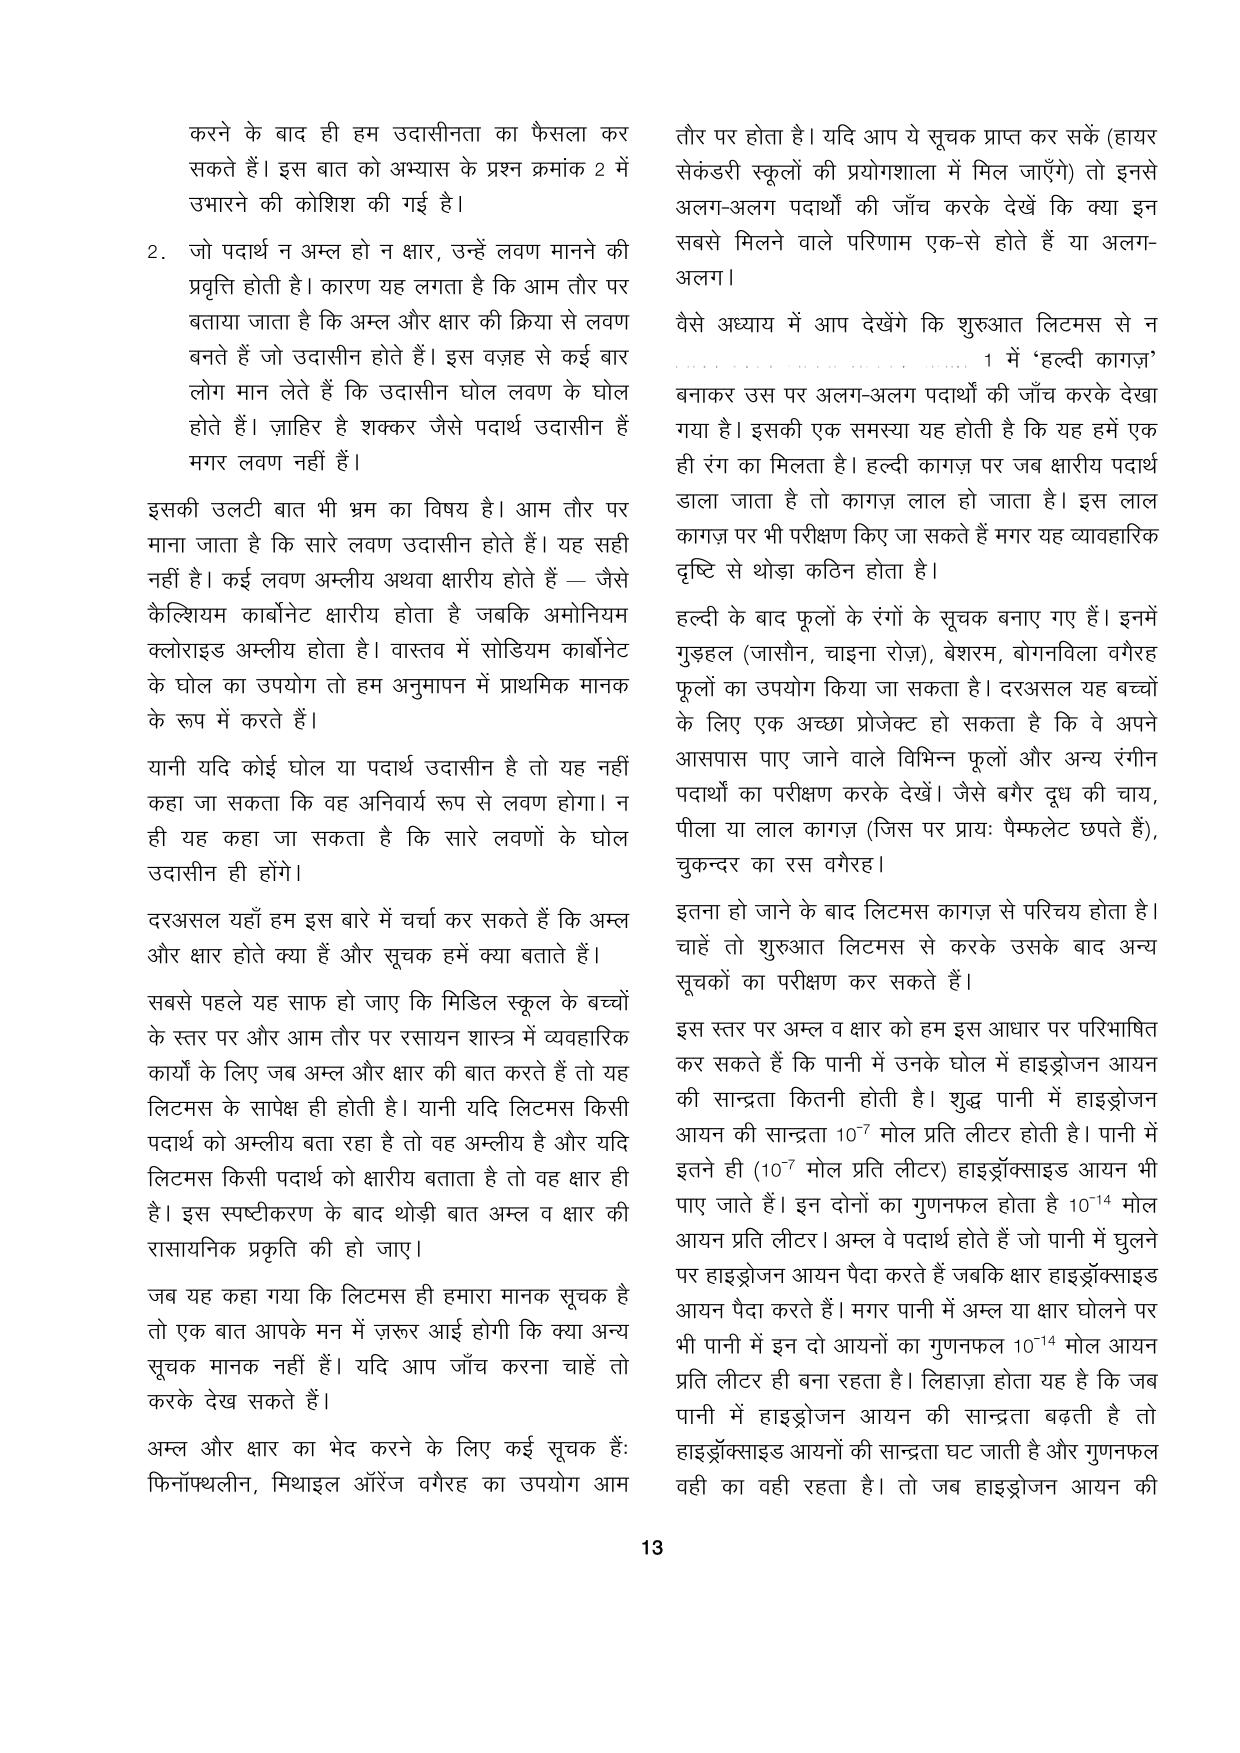 करने के बाद ही हम उदासीनता का फैसला कर
सकते हैं। इस बात को अभ्यास के प्रश्न क्रमांक 2 में
उभारने की कोशिश की गई है।
2. जो पदार्थ न अम्ल हो न क्षार, उन्हें लवण मानने की
प्रवृत्ति होती है। कारण यह लगता है कि आम तौर पर
बताया जाता है कि अम्ल और क्षार की क्रिया से लवण
बनते हैं जो उदासीन होते हैं। इस वज़ह से कई बार
लोग मान लेते हैं कि उदासीन घोल लवण के घोल
होते हैं। ज़ाहिर है शक्कर जैसे पदार्थ उदासीन हैं
मगर लवण नहीं हैं।
इसकी उलटी बात भी भ्रम का विषय है। आम तौर पर
माना जाता है कि सारे लवण उदासीन होते हैं। यह सही
नहीं है। कई लवण अम्लीय अथवा क्षारीय होते हैं — जैसे
कैल्शियम कार्बोनेट क्षारीय होता है जबकि अमोनियम
क्लोराइड अम्लीय होता है। वास्तव में सोडियम कार्बोनेट
के घोल का उपयोग तो हम अनुमापन में प्राथमिक मानक
के रूप में करते हैं।
यानी यदि कोई घोल या पदार्थ उदासीन है तो यह नहीं
कहा जा सकता कि वह अनिवार्य रूप से लवण होगा। न
ही यह कहा जा सकता है कि सारे लवणों के घोल
उदासीन ही होंगे।
दरअसल यहाँ हम इस बारे में चर्चा कर सकते हैं कि अम्ल
और क्षार होते क्या हैं और सूचक हमें क्या बताते हैं।
सबसे पहले यह साफ हो जाए कि मिडिल स्कूल के बच्चों
के स्तर पर और आम तौर पर रसायन शास्त्र में व्यवहारिक
कार्यों के लिए जब अम्ल और क्षार की बात करते हैं तो यह
लिटमस के सापेक्ष ही होती है। यानी यदि लिटमस किसी
पदार्थ को अम्लीय बता रहा है तो वह अम्लीय है और यदि
लिटमस किसी पदार्थ को क्षारीय बताता है तो वह क्षार ही
है। इस स्पष्टीकरण के बाद थोड़ी बात अम्ल व क्षार की
रासायनिक प्रकृति की हो जाए।
जब यह कहा गया कि लिटमस ही हमारा मानक सूचक है
तो एक बात आपके मन में ज़रूर आई होगी कि क्या अन्य
सूचक मानक नहीं हैं। यदि आप जाँच करना चाहें तो
करके देख सकते हैं।
अम्ल और क्षार का भेद करने के लिए कई सूचक हैंः
फिनॉफ्थलीन, मिथाइल ऑरेंज वगैरह का उपयोग आम
तौर पर होता है। यदि आप ये सूचक प्राप्त कर सकें (हायर
सेकंडरी स्कूलों की प्रयोगशाला में मिल जाएँगे) तो इनसे
अलग-अलग पदार्थों की जाँच करके देखें कि क्या इन
सबसे मिलने वाले परिणाम एक-से होते हैं या अलग-
अलग।
वैसे अध्याय में आप देखेंगे कि शुरुआत लिटमस से न
1 में ‘हल्दी कागज़’
बनाकर उस पर अलग-अलग पदार्थों की जाँच करके देखा
गया है। इसकी एक समस्या यह होती है कि यह हमें एक
ही रंग का मिलता है। हल्दी कागज़ पर जब क्षारीय पदार्थ
डाला जाता है तो कागज़ लाल हो जाता है। इस लाल
कागज़ पर भी परीक्षण किए जा सकते हैं मगर यह व्यावहारिक
दृष्टि से थोड़ा कठिन होता है।
हल्दी के बाद फूलों के रंगों के सूचक बनाए गए हैं। इनमें
गुड़हल (जासौन, चाइना रोज़), बेशरम, बोगनविला वगैरह
फूलों का उपयोग किया जा सकता है। दरअसल यह बच्चों
के लिए एक अच्छा प्रोजेक्ट हो सकता है कि वे अपने
आसपास पाए जाने वाले विभिन्न फूलों और अन्य रंगीन
पदार्थों का परीक्षण करके देखें। जैसे बगैर दूध की चाय,
पीला या लाल कागज़ (जिस पर प्रायः पैम्फलेट छपते हैं),
चुकन्दर का रस वगैरह।
इतना हो जाने के बाद लिटमस कागज़ से परिचय होता है।
चाहें तो शुरुआत लिटमस से करके उसके बाद अन्य
सूचकों का परीक्षण कर सकते हैं।
इस स्तर पर अम्ल व क्षार को हम इस आधार पर परिभाषित
कर सकते हैं कि पानी में उनके घोल में हाइड्रोजन आयन
की सान्द्रता कितनी होती है। शुद्ध पानी में हाइड्रोजन
आयन की सान्द्रता 10⁻⁷ मोल प्रति लीटर होती है। पानी में
इतने ही (10⁻⁷ मोल प्रति लीटर) हाइड्रॉक्साइड आयन भी
पाए जाते हैं। इन दोनों का गुणनफल होता है 10⁻¹⁴ मोल
आयन प्रति लीटर। अम्ल वे पदार्थ होते हैं जो पानी में घुलने
पर हाइड्रोजन आयन पैदा करते हैं जबकि क्षार हाइड्रॉक्साइड
आयन पैदा करते हैं। मगर पानी में अम्ल या क्षार घोलने पर
भी पानी में इन दो आयनों का गुणनफल 10⁻¹⁴ मोल आयन
प्रति लीटर ही बना रहता है। लिहाज़ा होता यह है कि जब
पानी में हाइड्रोजन आयन की सान्द्रता बढ़ती है तो
हाइड्रॉक्साइड आयनों की सान्द्रता घट जाती है और गुणनफल
वही का वही रहता है। तो जब हाइड्रोजन आयन की
13